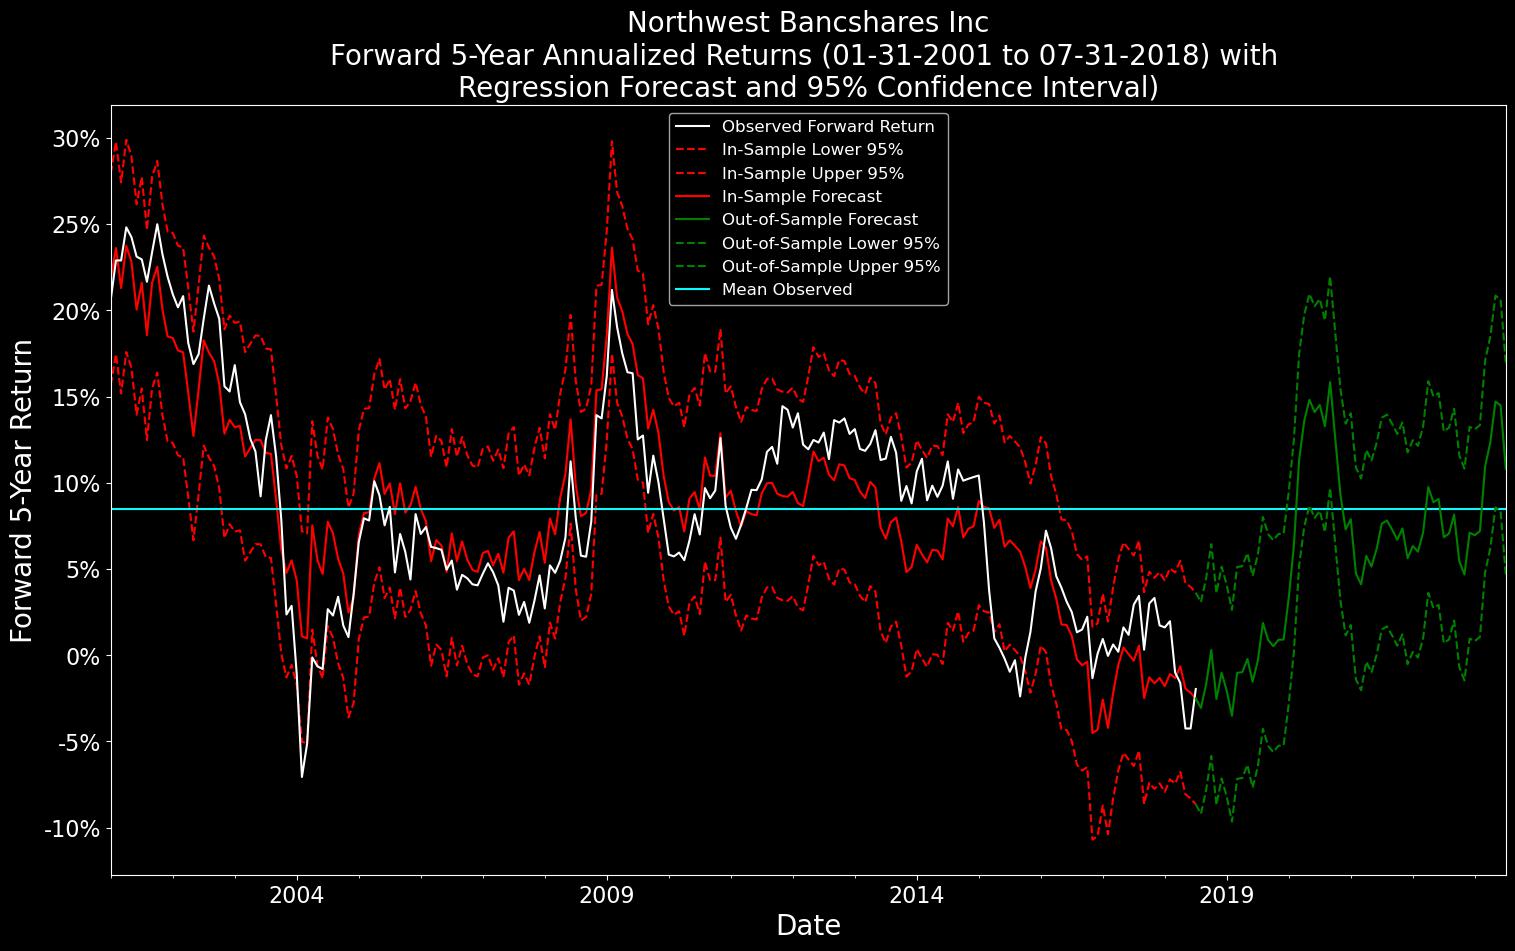 Northwest Bancshares Inc
Forward 5-Year Annualized Returns (01-31-2001 to 07-31-2018) with
Regression Forecast and 95% Confidence Interval)
Observed Forward Return
In-Sample Lower 95%
In-Sample Upper 95%
In-Sample Forecast
Out-of-Sample Forecast
Out-of-Sample Lower 95%
Out-of-Sample Upper 95%
Mean Observed
Forward 5-Year Return
30%
25%
20%
15%
10%
5%
0%
-5%
-10%
2004
2009
2014
2019
Date